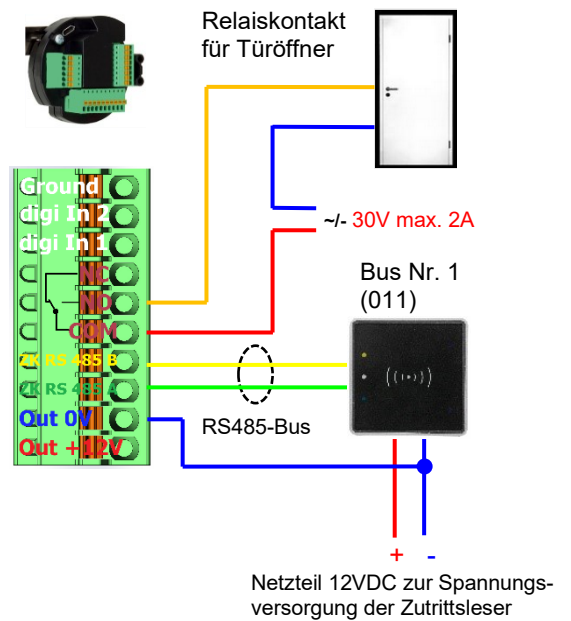 Relaiskontakt
für Türöffner
Ground
digi In 2
digi In 1
NC
NO
COM
ZK RS 485 B
ZK RS 485 A
Out 0V
Out +12V
~/- 30V max. 2A
Bus Nr. 1
(011)
RS485-Bus
+ -
Netzteil 12VDC zur Spannungs-
versorgung der Zutrittsleser